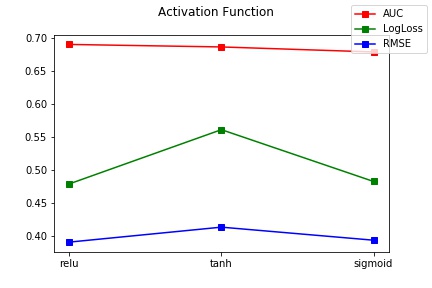 Activation Function
AUC
LogLoss
RMSE
0.70
0.65
0.60
0.55
0.50
0.45
0.40
relu tanh sigmoid